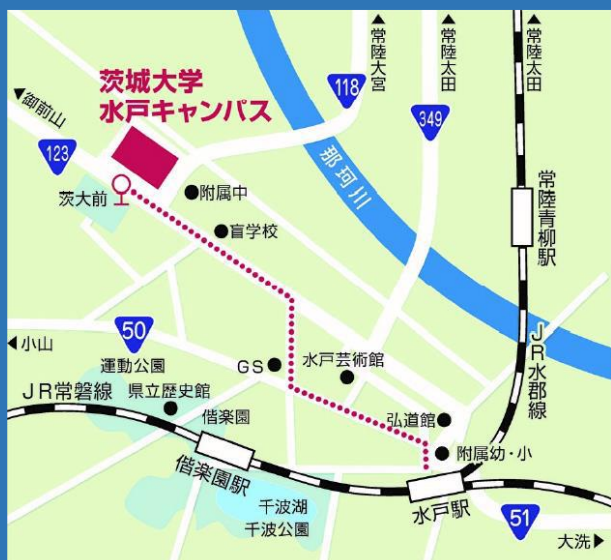 ▲常陸大宮
▲常陸太田
▲常陸太田
茨城大学
水戸キャンパス
118
349
◀御前山
123
那珂川
茨大前
附属中
盲学校
常陸青柳駅
50
◀小山
運動公園
GS
水戸芸術館
JR水郡線
JR常磐線
県立歴史館
偕楽園
弘道館
附属幼・小
偕楽園駅
千波湖
千波公園
水戸駅
51
大洗▶